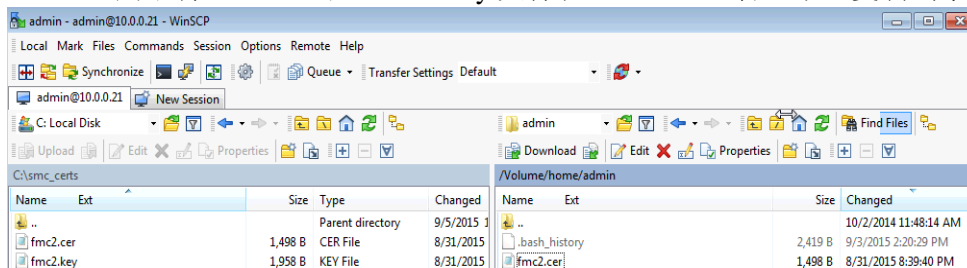 admin - admin@10.0.0.21 - WinSCP
Local Mark Files Commands Session Options Remote Help
Synchronize Queue Transfer Settings Default
admin@10.0.0.21 New Session
C: Local Disk admin Find Files
Upload Edit Properties Download Edit Properties
C:\smc_certs /Volume/home/admin
Name Ext Size Type Changed Name Ext Size Changed
.. Parent directory 9/5/2015 1 .. 10/2/2014 11:48:14 AM
fmc2.cer 1,498 B CER File 8/31/2015 .bash_history 2,419 B 9/3/2015 2:20:29 PM
fmc2.key 1,958 B KEY File 8/31/2015 fmc2.cer 1,498 B 8/31/2015 8:39:40 PM